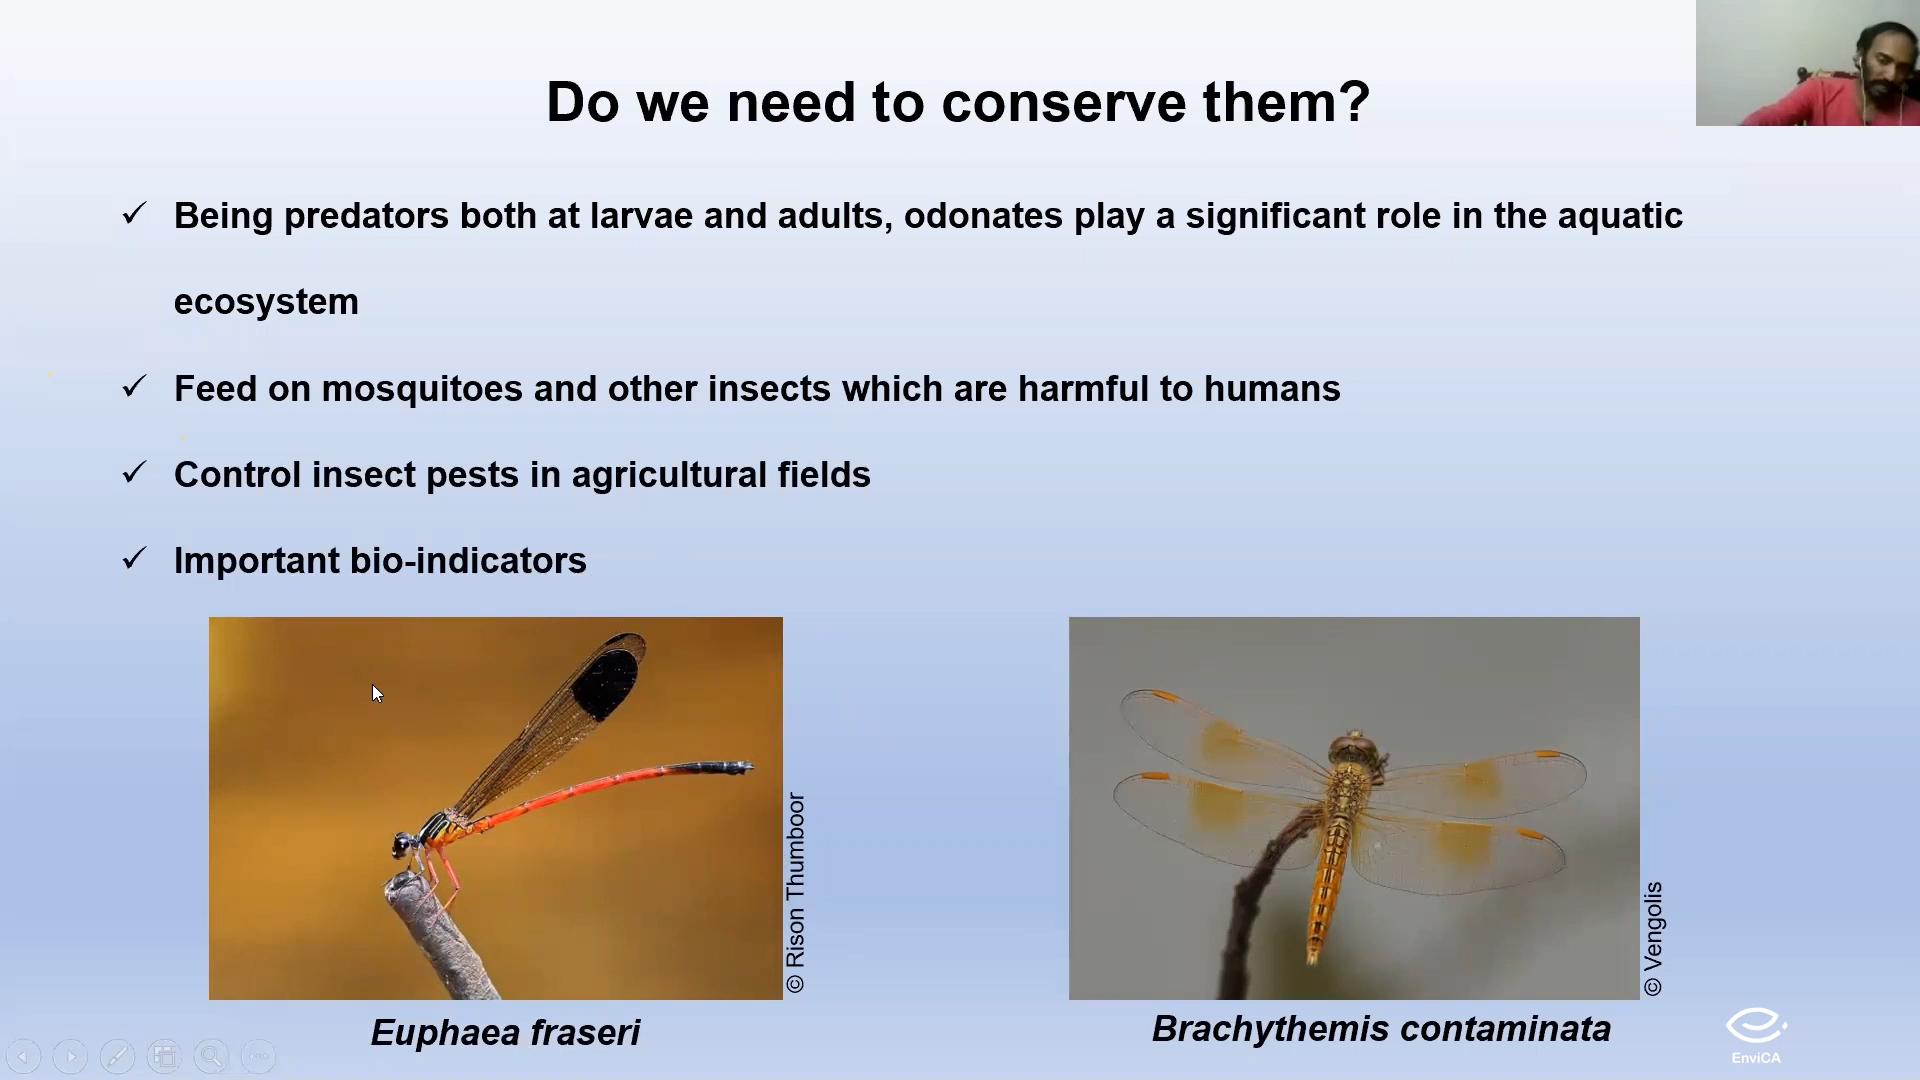 Do we need to conserve them?
✓ Being predators both at larvae and adults, odonates play a significant role in the aquatic
ecosystem
✓ Feed on mosquitoes and other insects which are harmful to humans
✓ Control insect pests in agricultural fields
✓ Important bio-indicators
© Rison Thumboor
© Vengolis
Euphaea fraseri
Brachythemis contaminata
EnviCA